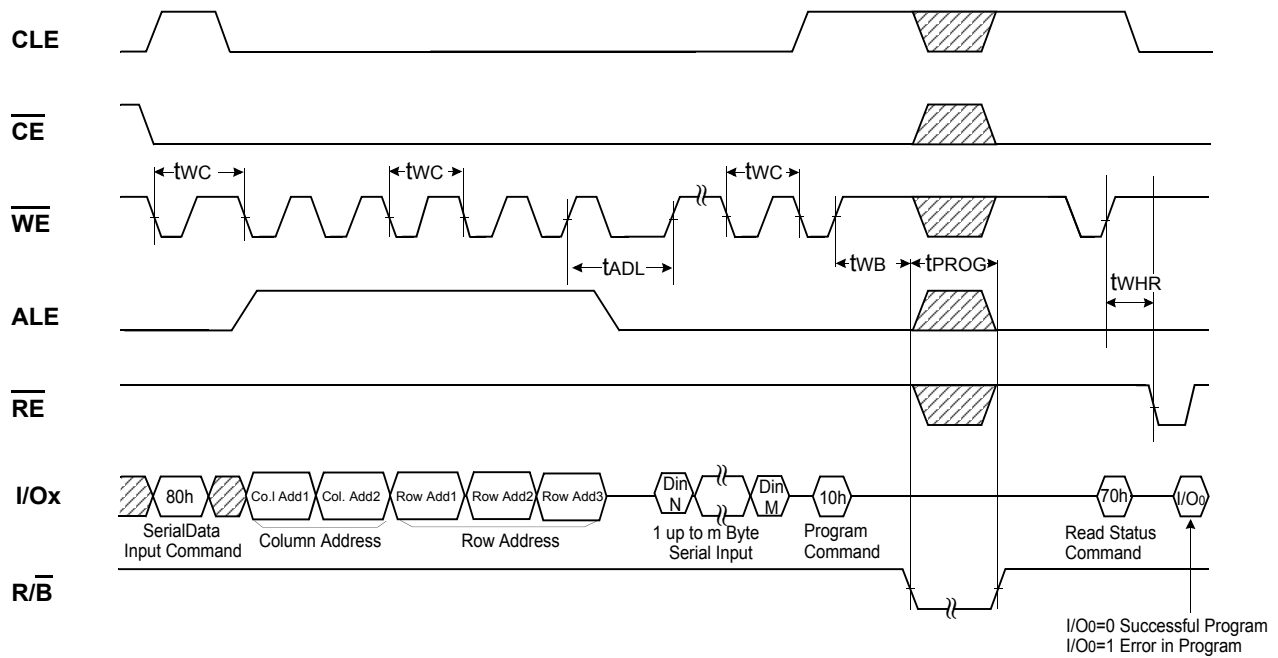 CLE
CE
tWC
tWC
tWC
WE
tADL
tWB
tPROG
tWHR
ALE
RE
I/Ox
80h
Co.l Add1
Col. Add2
Row Add1
Row Add2
Row Add3
Din
N
Din
M
10h
70h
I/O0
SerialData
Input Command
Column Address
Row Address
1 up to m Byte
Serial Input
Program
Command
Read Status
Command
R/B
I/O0=0 Successful Program
I/O0=1 Error in Program